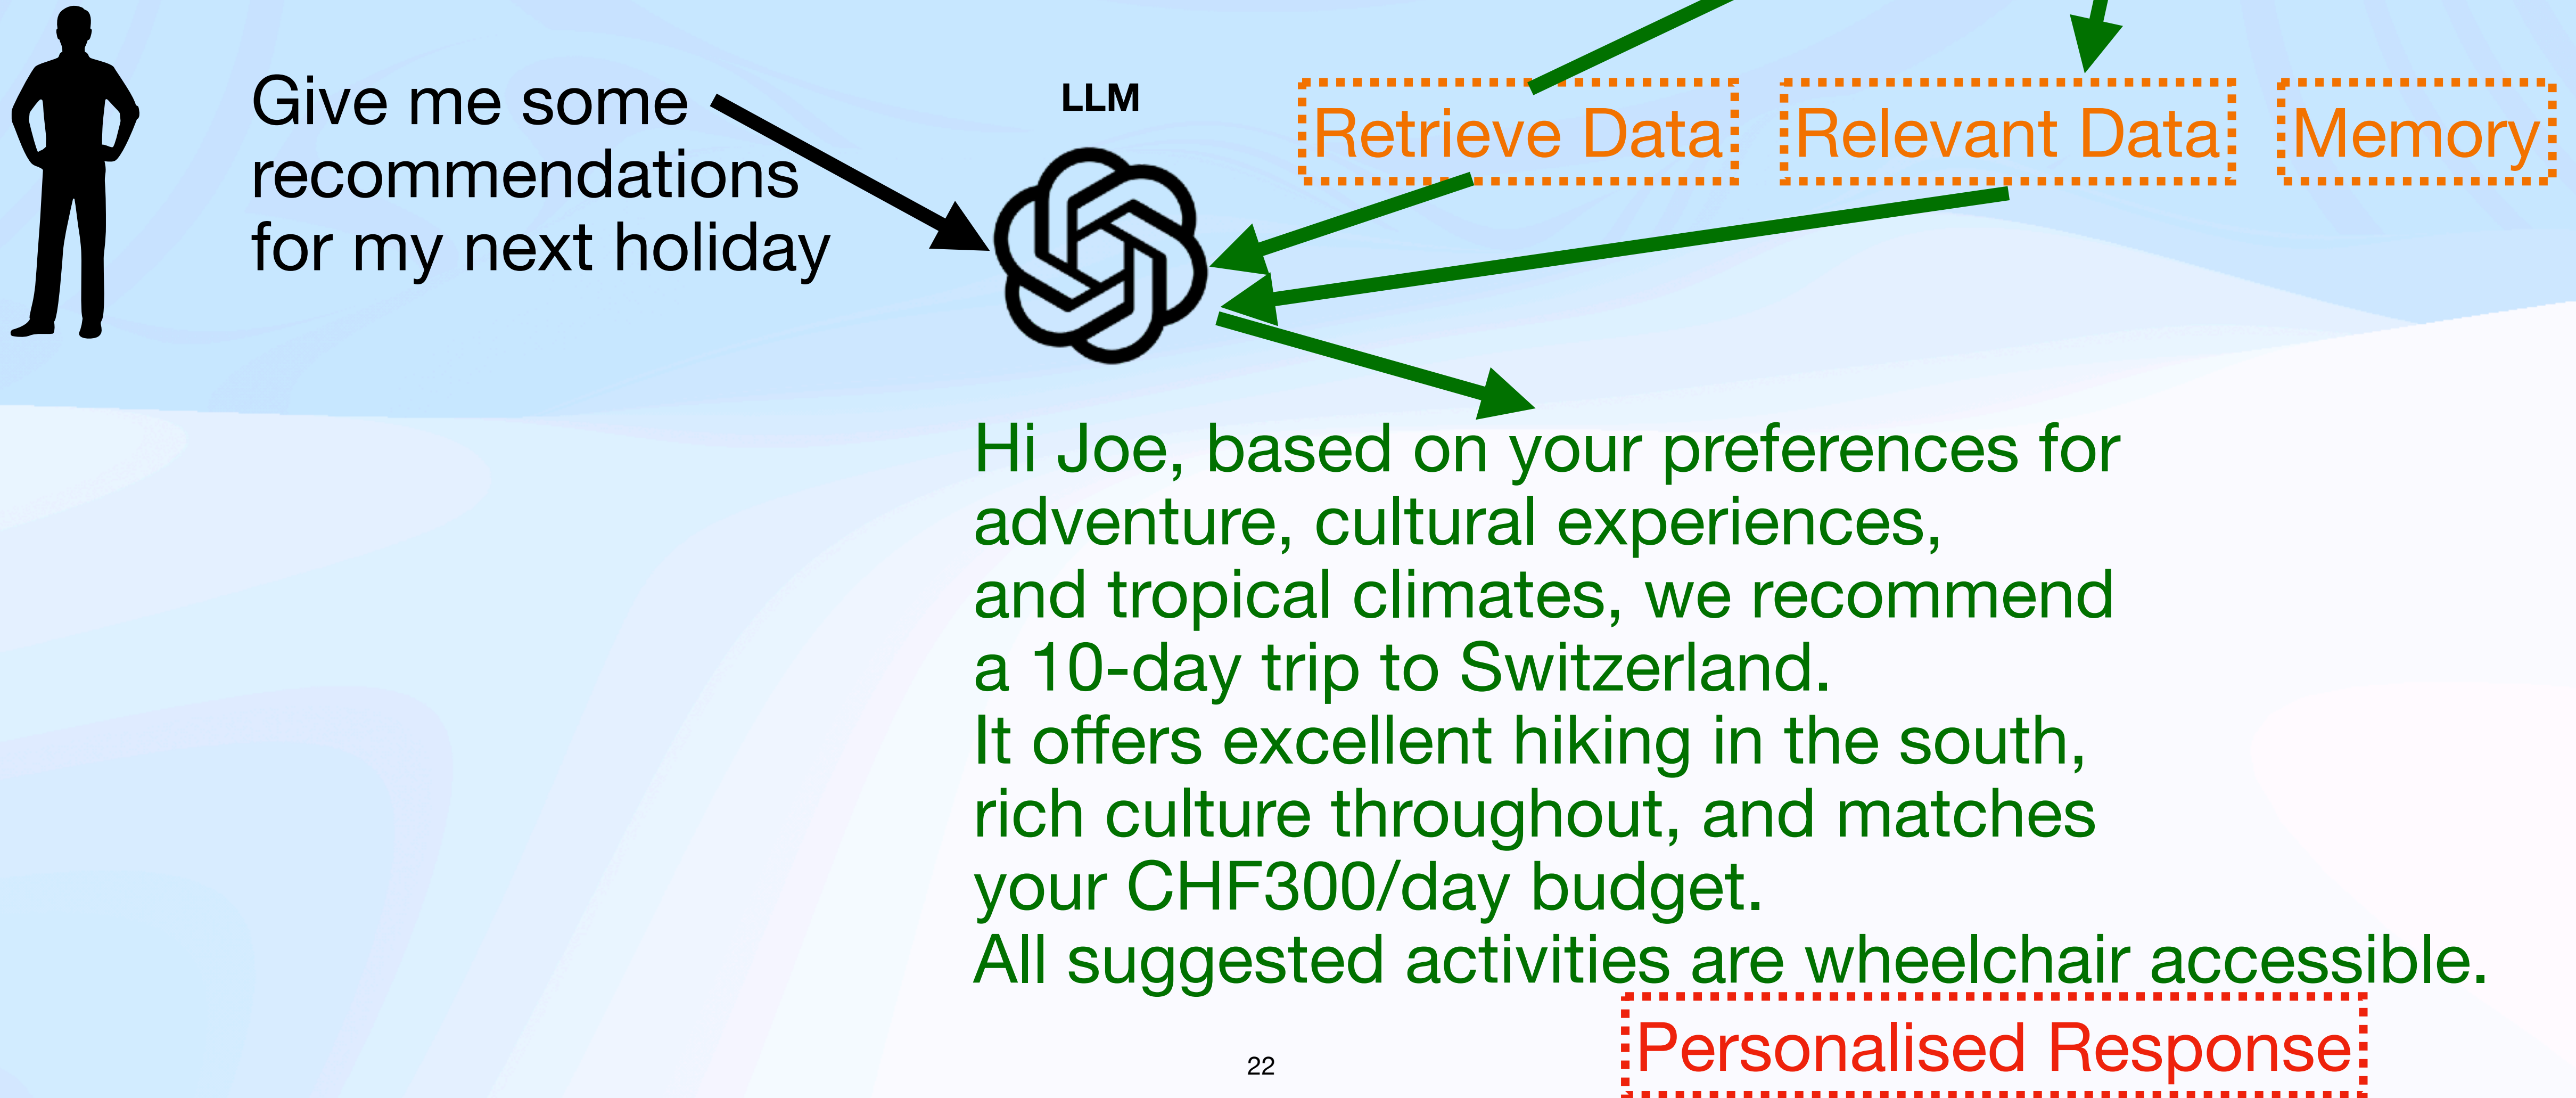 Give me some
recommendations
for my next holiday
LLM
Retrieve Data
Relevant Data
Memory
Hi Joe, based on your preferences for
adventure, cultural experiences,
and tropical climates, we recommend
a 10-day trip to Switzerland.
It offers excellent hiking in the south,
rich culture throughout, and matches
your CHF300/day budget.
All suggested activities are wheelchair accessible.
Personalised Response
22